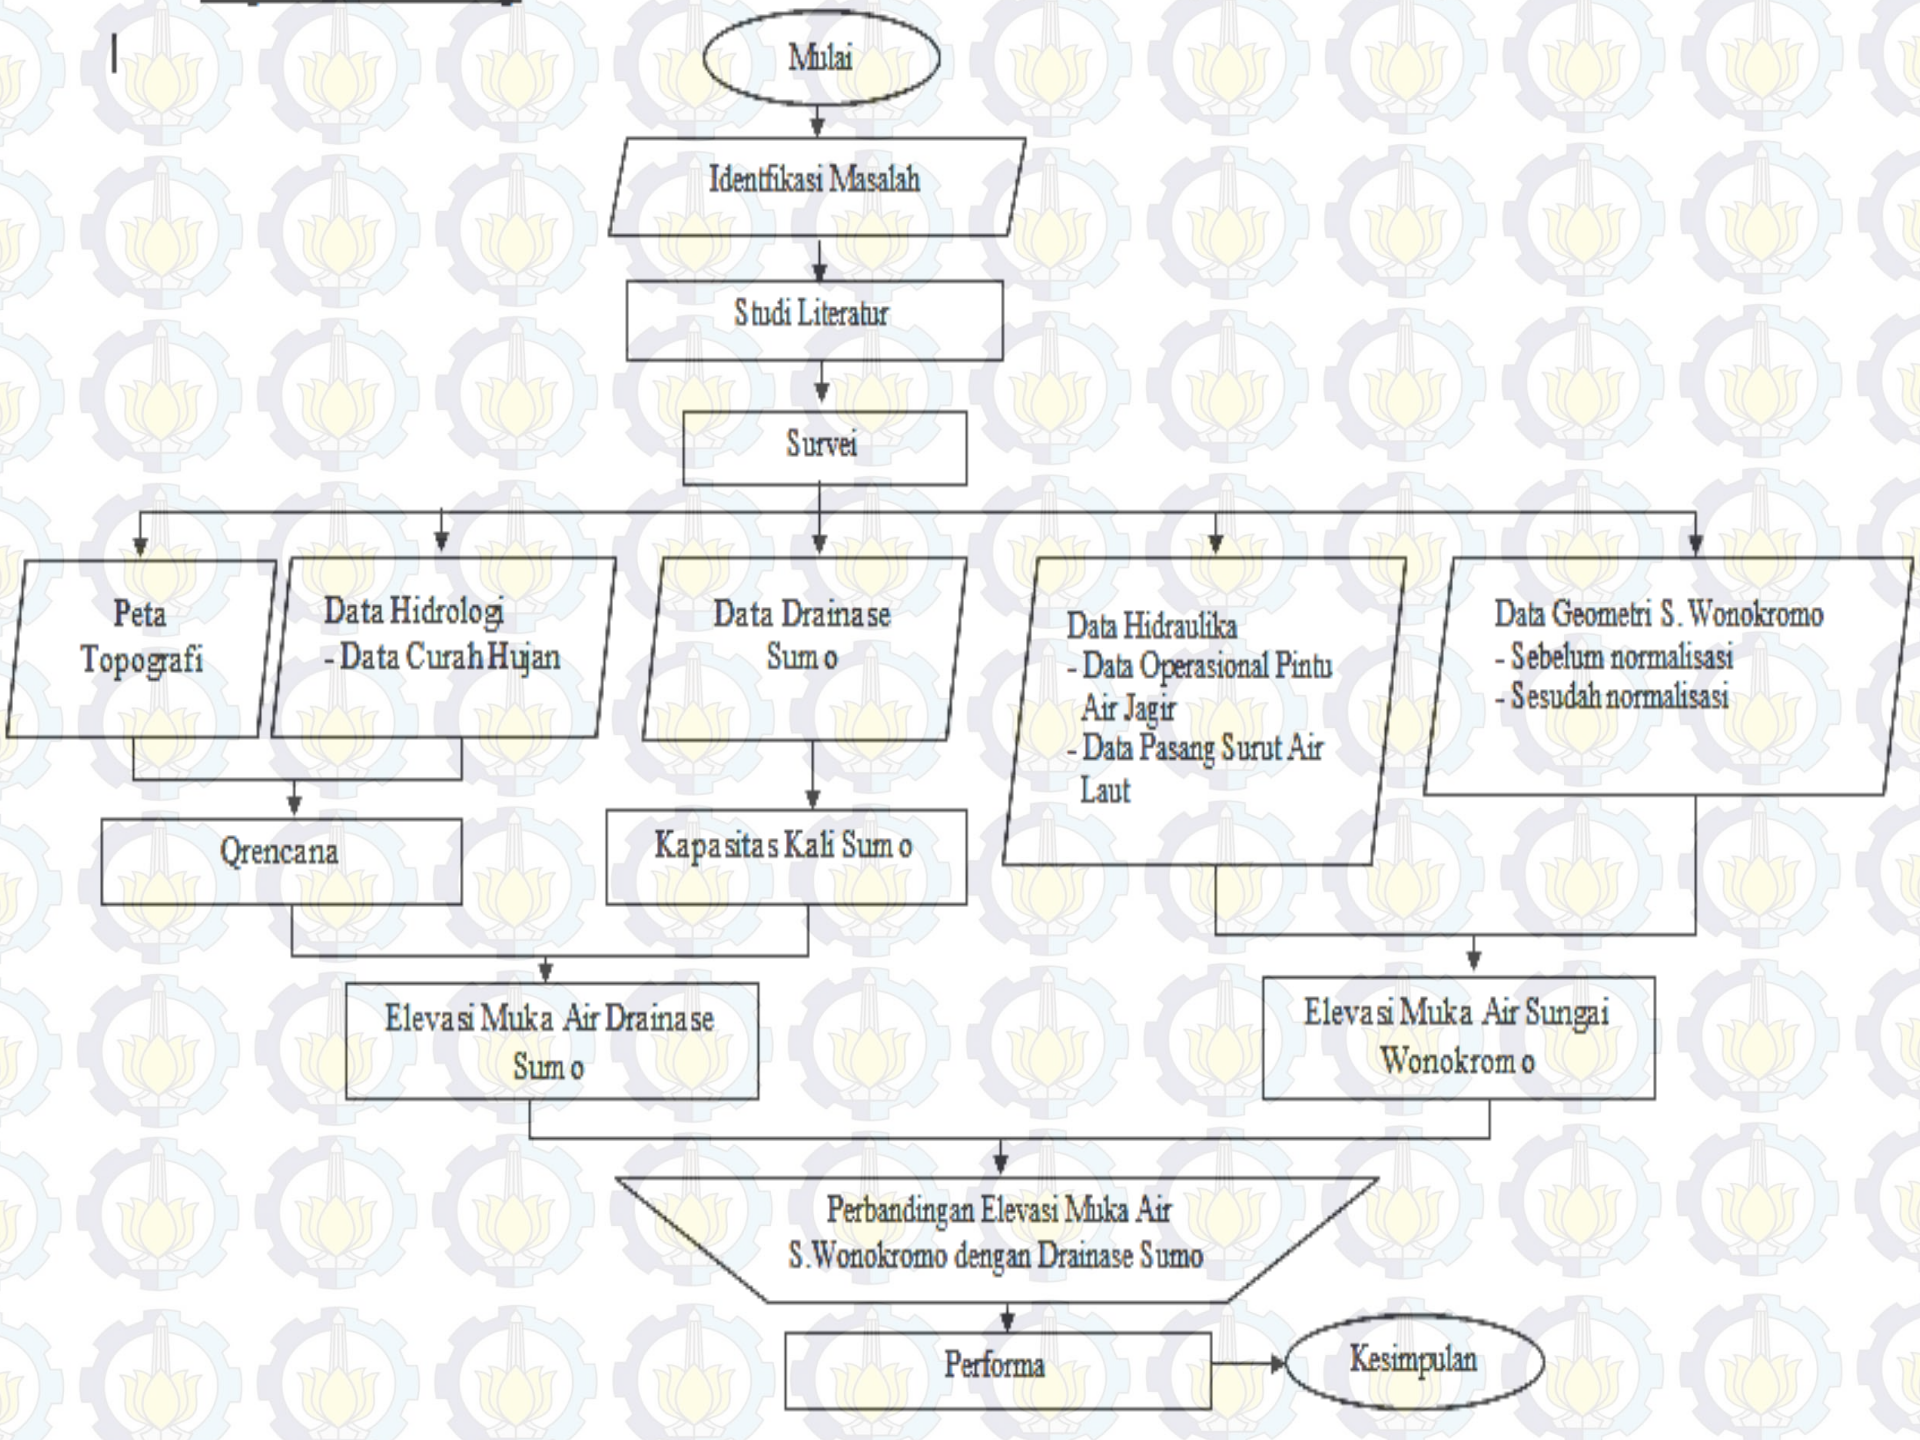 Mulai
Identfikasi Masalah
Studi Literatur
Survei
Peta
Topografi
Data Hidrologi
- Data Curah Hujan
Data Drainase
Sumo
Data Hidraulika
- Data Operasional Pintu
Air Jagir
- Data Pasang Surut Air
Laut
Data Geometri S. Wonokromo
- Sebelum normalisasi
- Sesudah normalisasi
Qrencana
Kapasitas Kali Sumo
Elevasi Muka Air Drainase
Sumo
Elevasi Muka Air Sungai
Wonokromo
Perbandingan Elevasi Muka Air
S.Wonokromo dengan Drainase Sumo
Performa
Kesimpulan